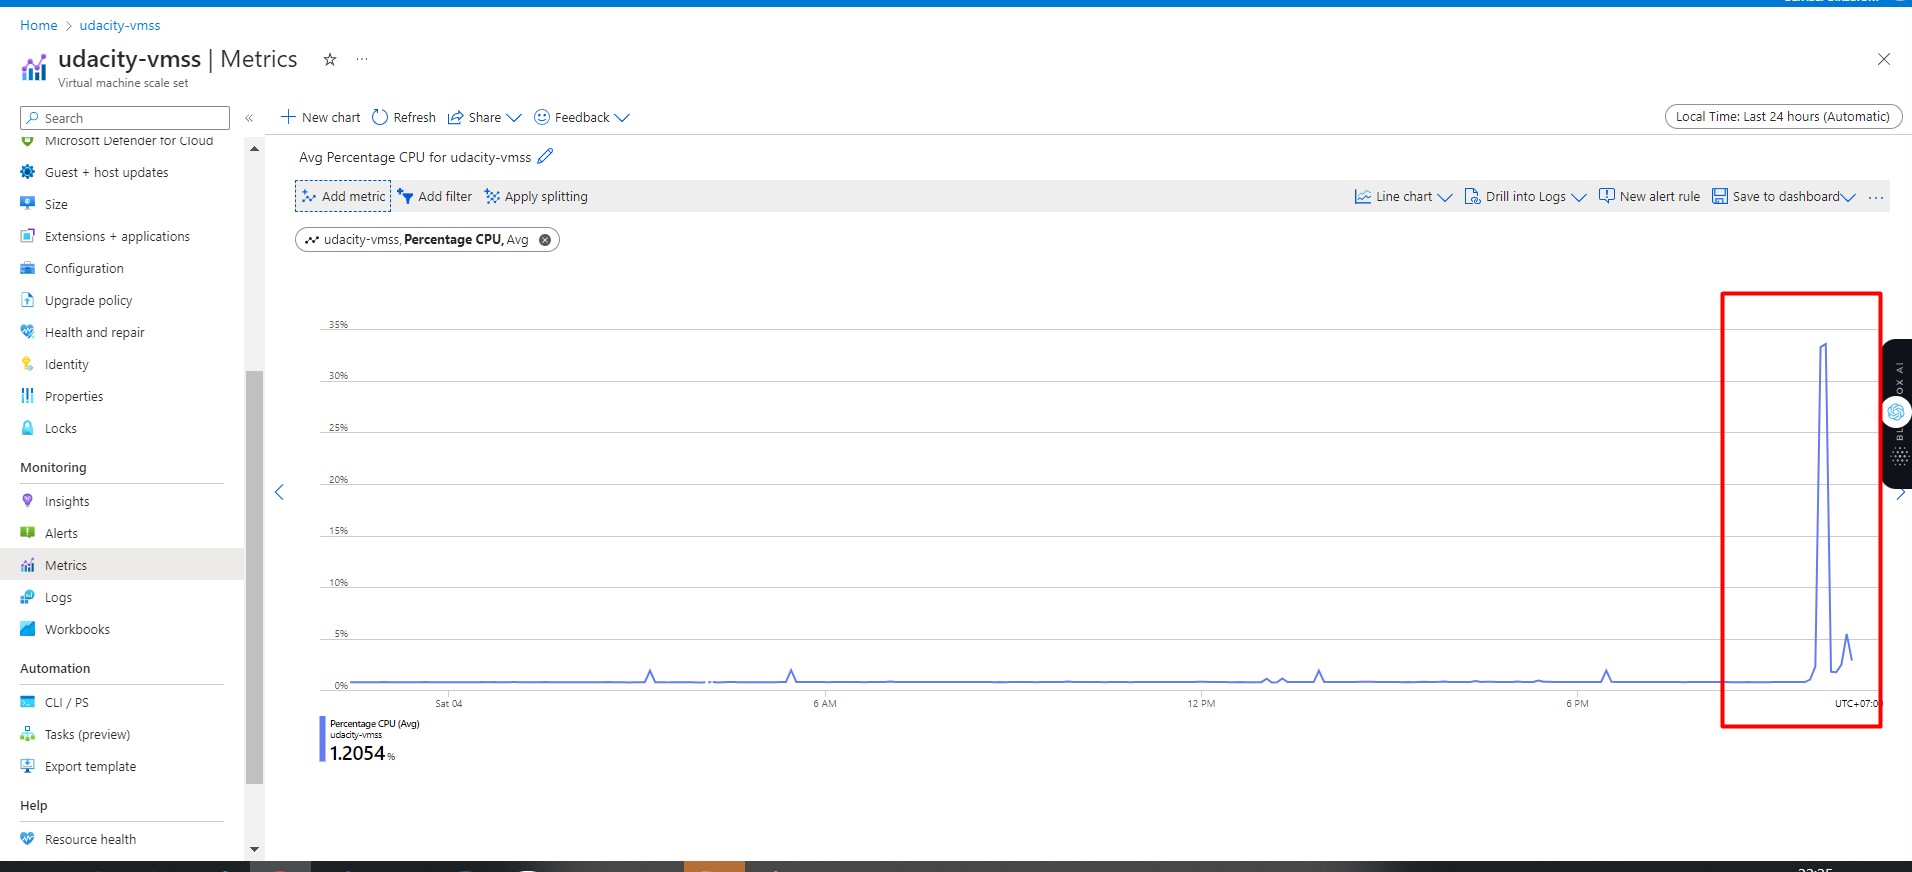 Home > udacity-vmss
udacity-vmss | Metrics
Virtual machine scale set
Search
Microsoft Defender for Cloud
Guest + host updates
Size
Extensions + applications
Configuration
Upgrade policy
Health and repair
Identity
Properties
Locks
Monitoring
Insights
Alerts
Metrics
Logs
Workbooks
Automation
CLI / PS
Tasks (preview)
Export template
Help
Resource health
New chart Refresh Share Feedback
Local Time: Last 24 hours (Automatic)
Avg Percentage CPU for udacity-vmss
Add metric Add filter Apply splitting
Line chart Drill into Logs New alert rule Save to dashboard
udacity-vmss, Percentage CPU, Avg
35%
30%
25%
20%
15%
10%
5%
0%
Sat 04 6 AM 12 PM 6 PM UTC+07:00
Percentage CPU (Avg)
udacity-vmss
1.2054 %